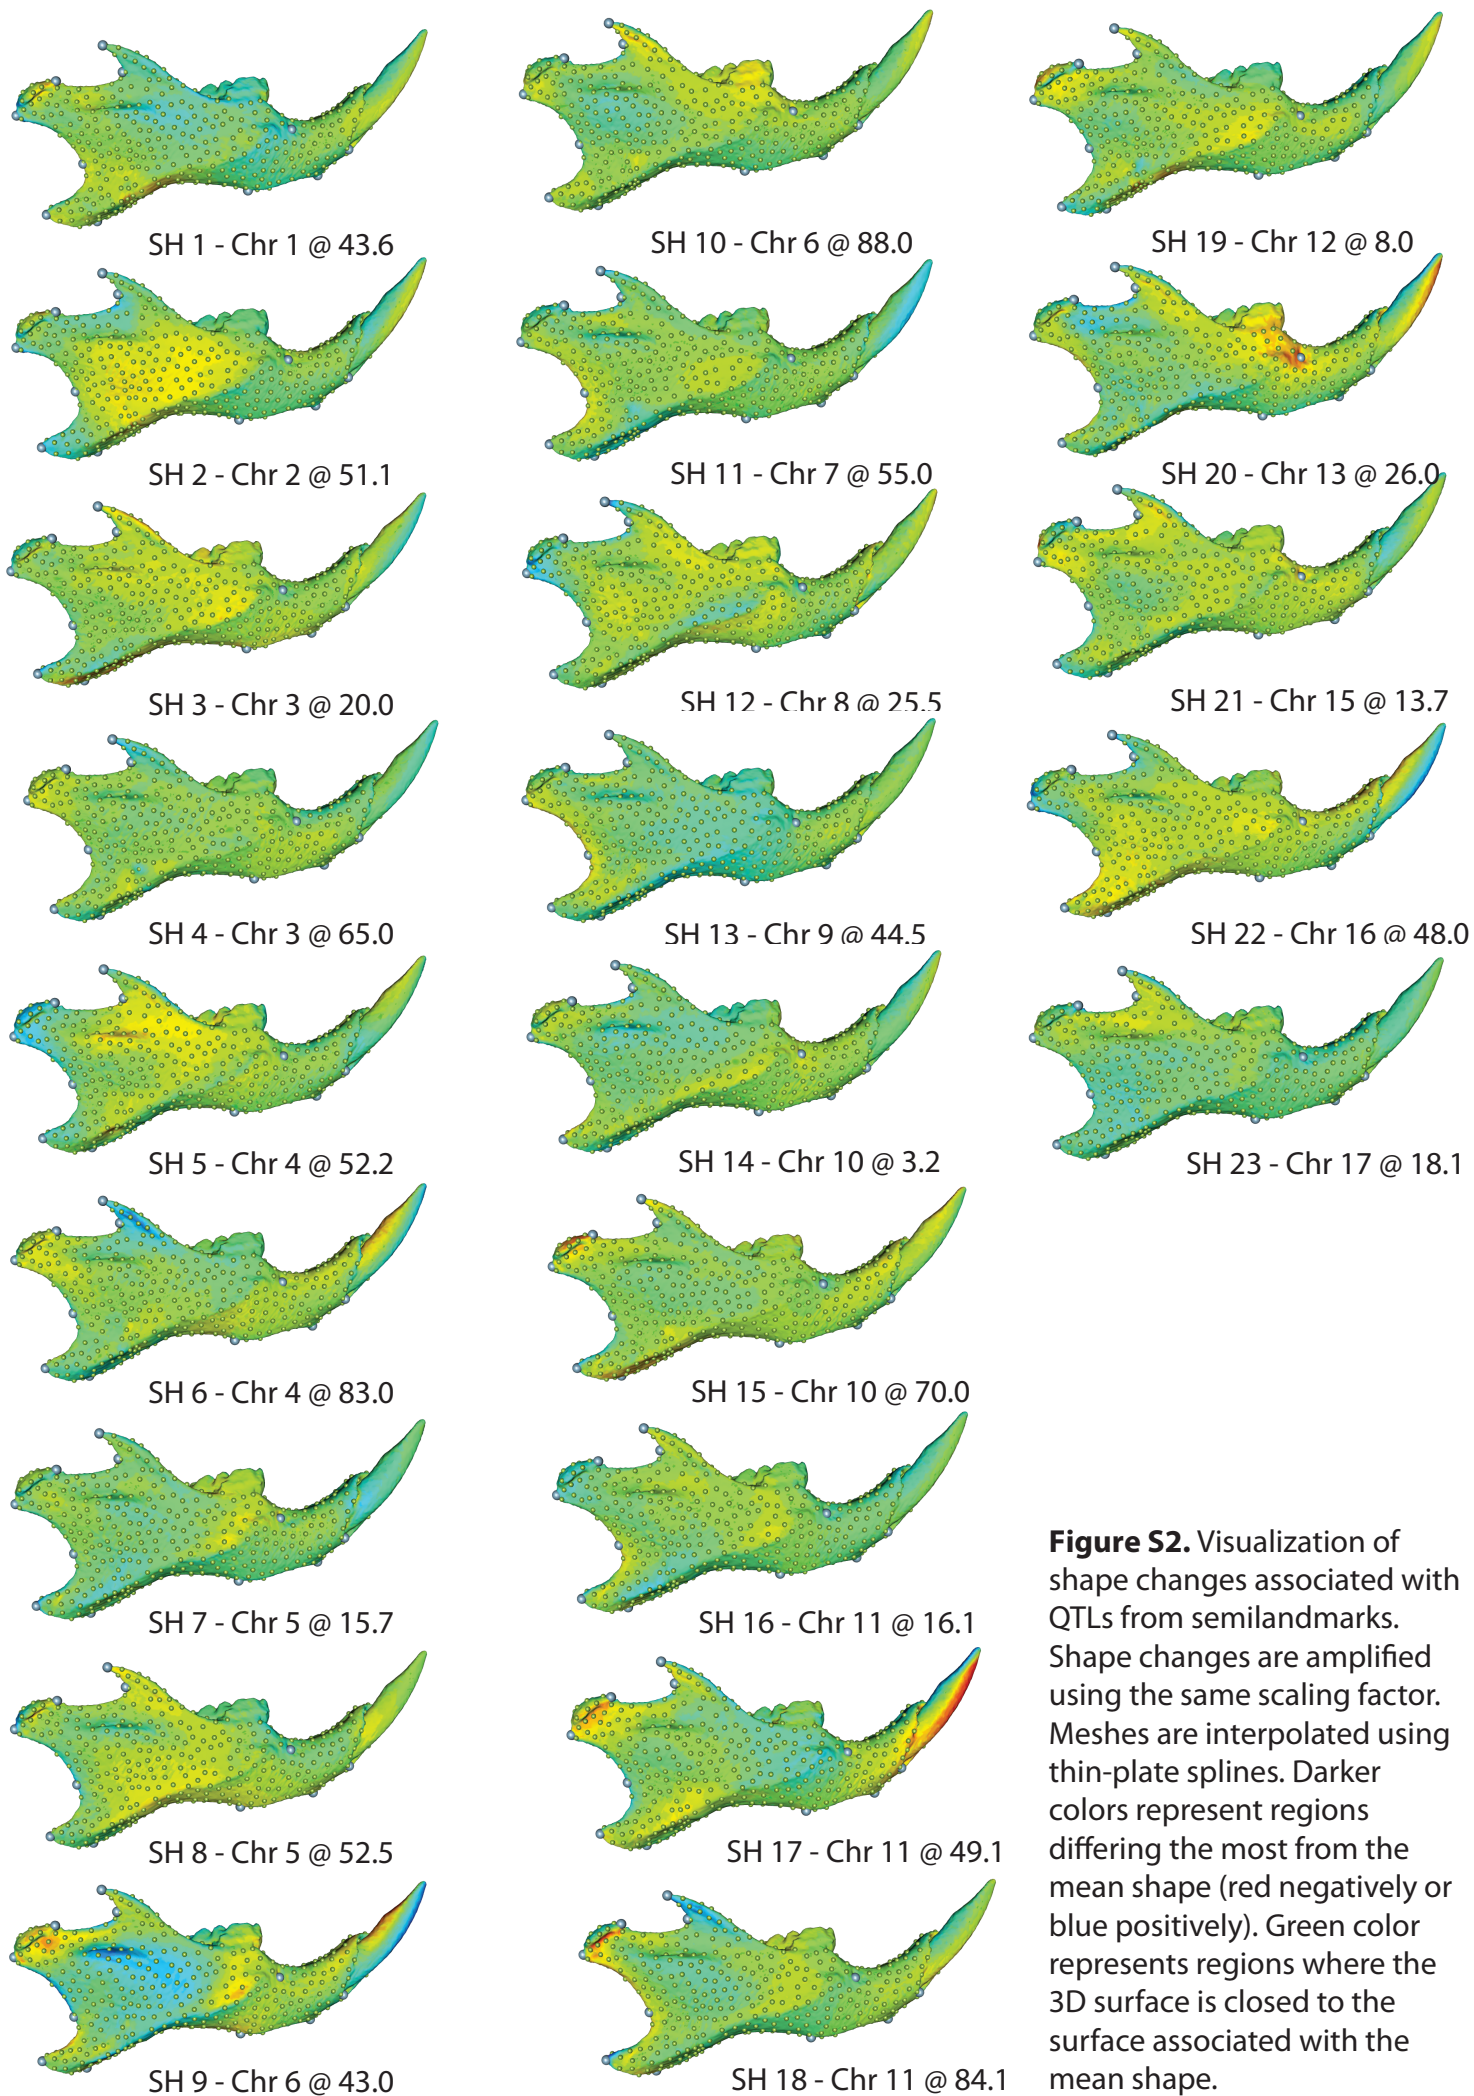 SH 1 - Chr 1 @ 43.6
SH 2 - Chr 2 @ 51.1
SH 3 - Chr 3 @ 20.0
SH 4 - Chr 3 @ 65.0
SH 5 - Chr 4 @ 52.2
SH 6 - Chr 4 @ 83.0
SH 7 - Chr 5 @ 15.7
SH 8 - Chr 5 @ 52.5
SH 9 - Chr 6 @ 43.0
SH 10 - Chr 6 @ 88.0
SH 11 - Chr 7 @ 55.0
SH 12 - Chr 8 @ 25.5
SH 13 - Chr 9 @ 44.5
SH 14 - Chr 10 @ 3.2
SH 15 - Chr 10 @ 70.0
SH 16 - Chr 11 @ 16.1
SH 17 - Chr 11 @ 49.1
SH 18 - Chr 11 @ 84.1
SH 19 - Chr 12 @ 8.0
SH 20 - Chr 13 @ 26.0
SH 21 - Chr 15 @ 13.7
SH 22 - Chr 16 @ 48.0
SH 23 - Chr 17 @ 18.1
Figure S2. Visualization of
shape changes associated with
QTLs from semilandmarks.
Shape changes are amplified
using the same scaling factor.
Meshes are interpolated using
thin-plate splines. Darker
colors represent regions
differing the most from the
mean shape (red negatively or
blue positively). Green color
represents regions where the
3D surface is closed to the
surface associated with the
mean shape.